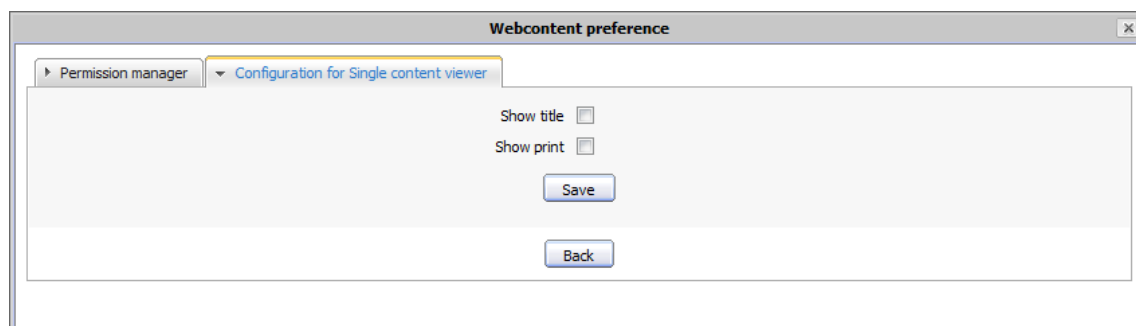 Webcontent preference
Permission manager Configuration for Single content viewer
Show title
Show print
Save
Back